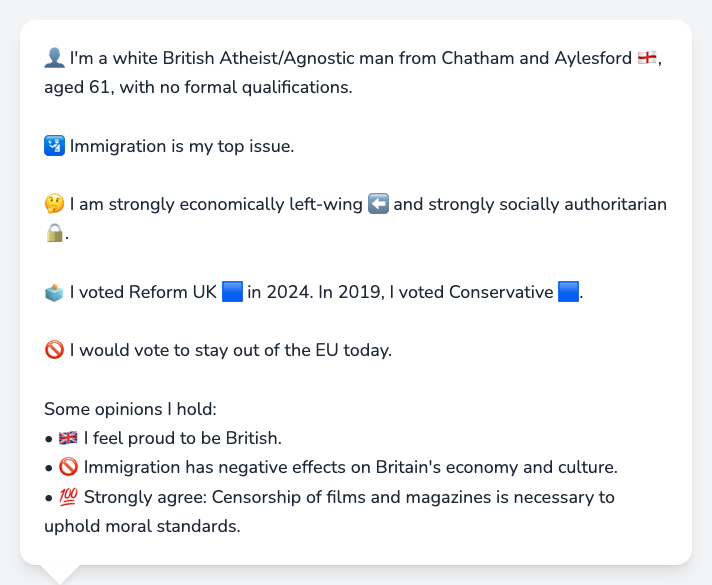 👤 I'm a white British Atheist/Agnostic man from Chatham and Aylesford 🏴󠁧󠁢󠁥󠁮󠁧󠁿,
aged 61, with no formal qualifications.
🛂 Immigration is my top issue.
🤔 I am strongly economically left-wing ⬅️ and strongly socially authoritarian
🔒.
🗳️ I voted Reform UK 🟦 in 2024. In 2019, I voted Conservative 🟦.
🚫 I would vote to stay out of the EU today.
Some opinions I hold:
• 🇬🇧 I feel proud to be British.
• 🚫 Immigration has negative effects on Britain's economy and culture.
• 💯 Strongly agree: Censorship of films and magazines is necessary to
uphold moral standards.